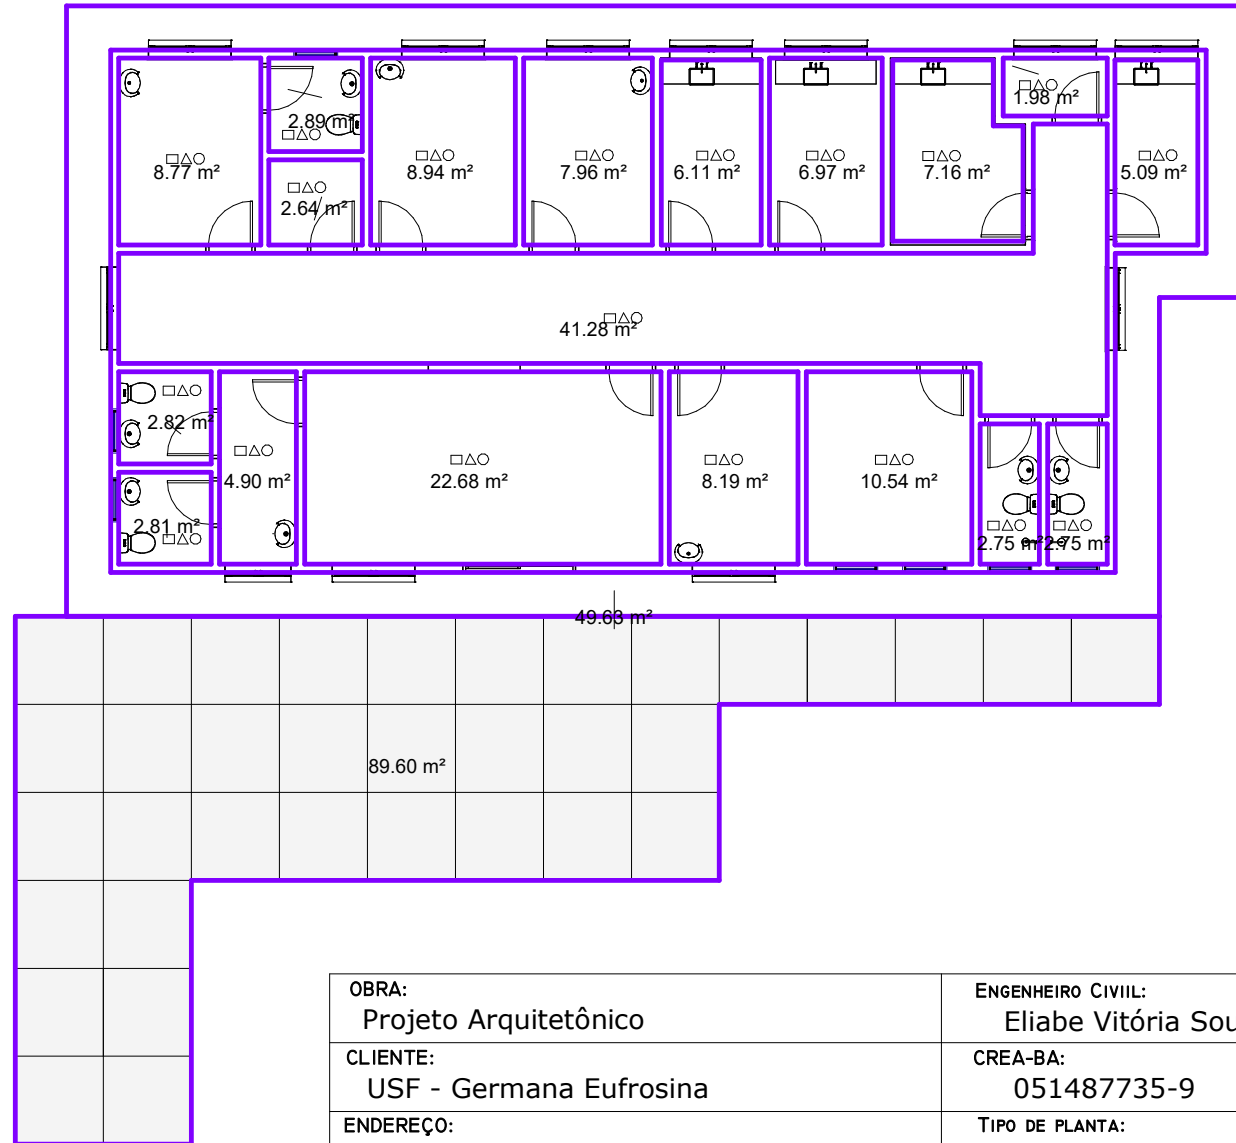 2.89 m²
1.98 m²
8.77 m²
8.94 m²
7.96 m²
6.11 m²
6.97 m²
7.16 m²
5.09 m²
2.64 m²
41.28 m²
2.82 m²
4.90 m²
22.68 m²
8.19 m²
10.54 m²
2.81 m²
2.75 m²
2.75 m²
49.63 m²
89.60 m²
OBRA:
Projeto Arquitetônico
ENGENHEIRO CIVIIL:
Eliabe Vitória Sou
CLIENTE:
USF - Germana Eufrosina
CREA-BA:
051487735-9
ENDEREÇO:
TIPO DE PLANTA: